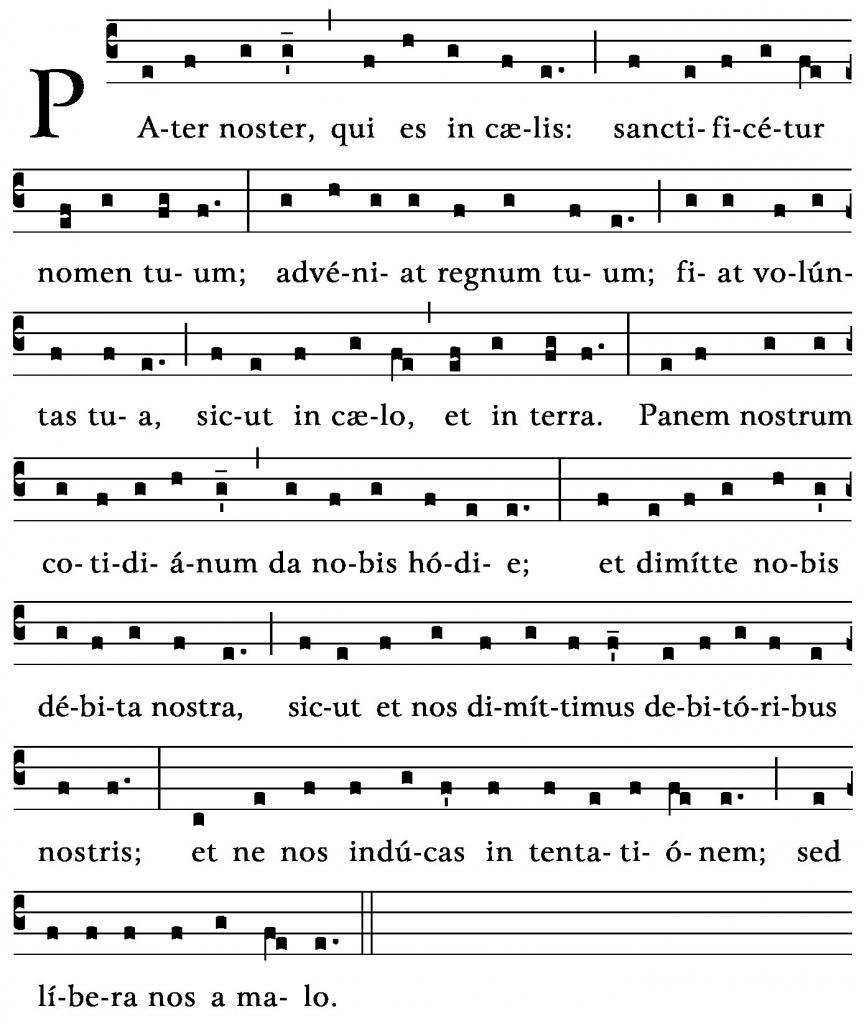 PA-ter noster, qui es in cæ-lis: sancti-fi-cé-tur
nomen tu-um; advé-ni-at regnum tu-um; fi-at vo-lún-
tas tu-a, sic-ut in cæ-lo, et in terra. Panem nostrum
co-ti-di-á-num da no-bis hó-di-e; et dimítte no-bis
dé-bi-ta nostra, sic-ut et nos di-mít-timus de-bi-tó-ri-bus
nostris; et ne nos indú-cas in tenta-ti-ó-nem; sed
lí-be-ra nos a ma-lo.